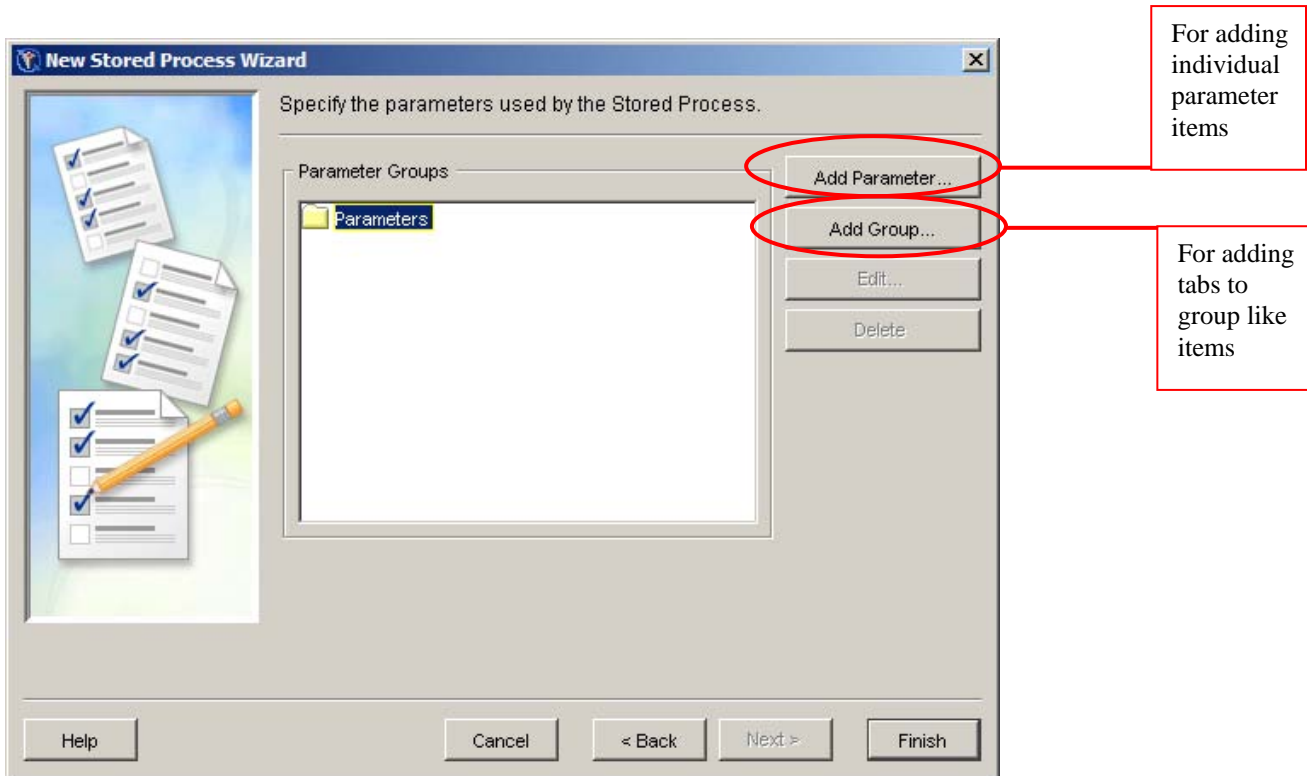 New Stored Process Wizard
Specify the parameters used by the Stored Process.
Parameter Groups
Parameters
Add Parameter...
Add Group...
Edit...
Delete
Help
Cancel
< Back
Next >
Finish
For adding
individual
parameter
items
For adding
tabs to
group like
items